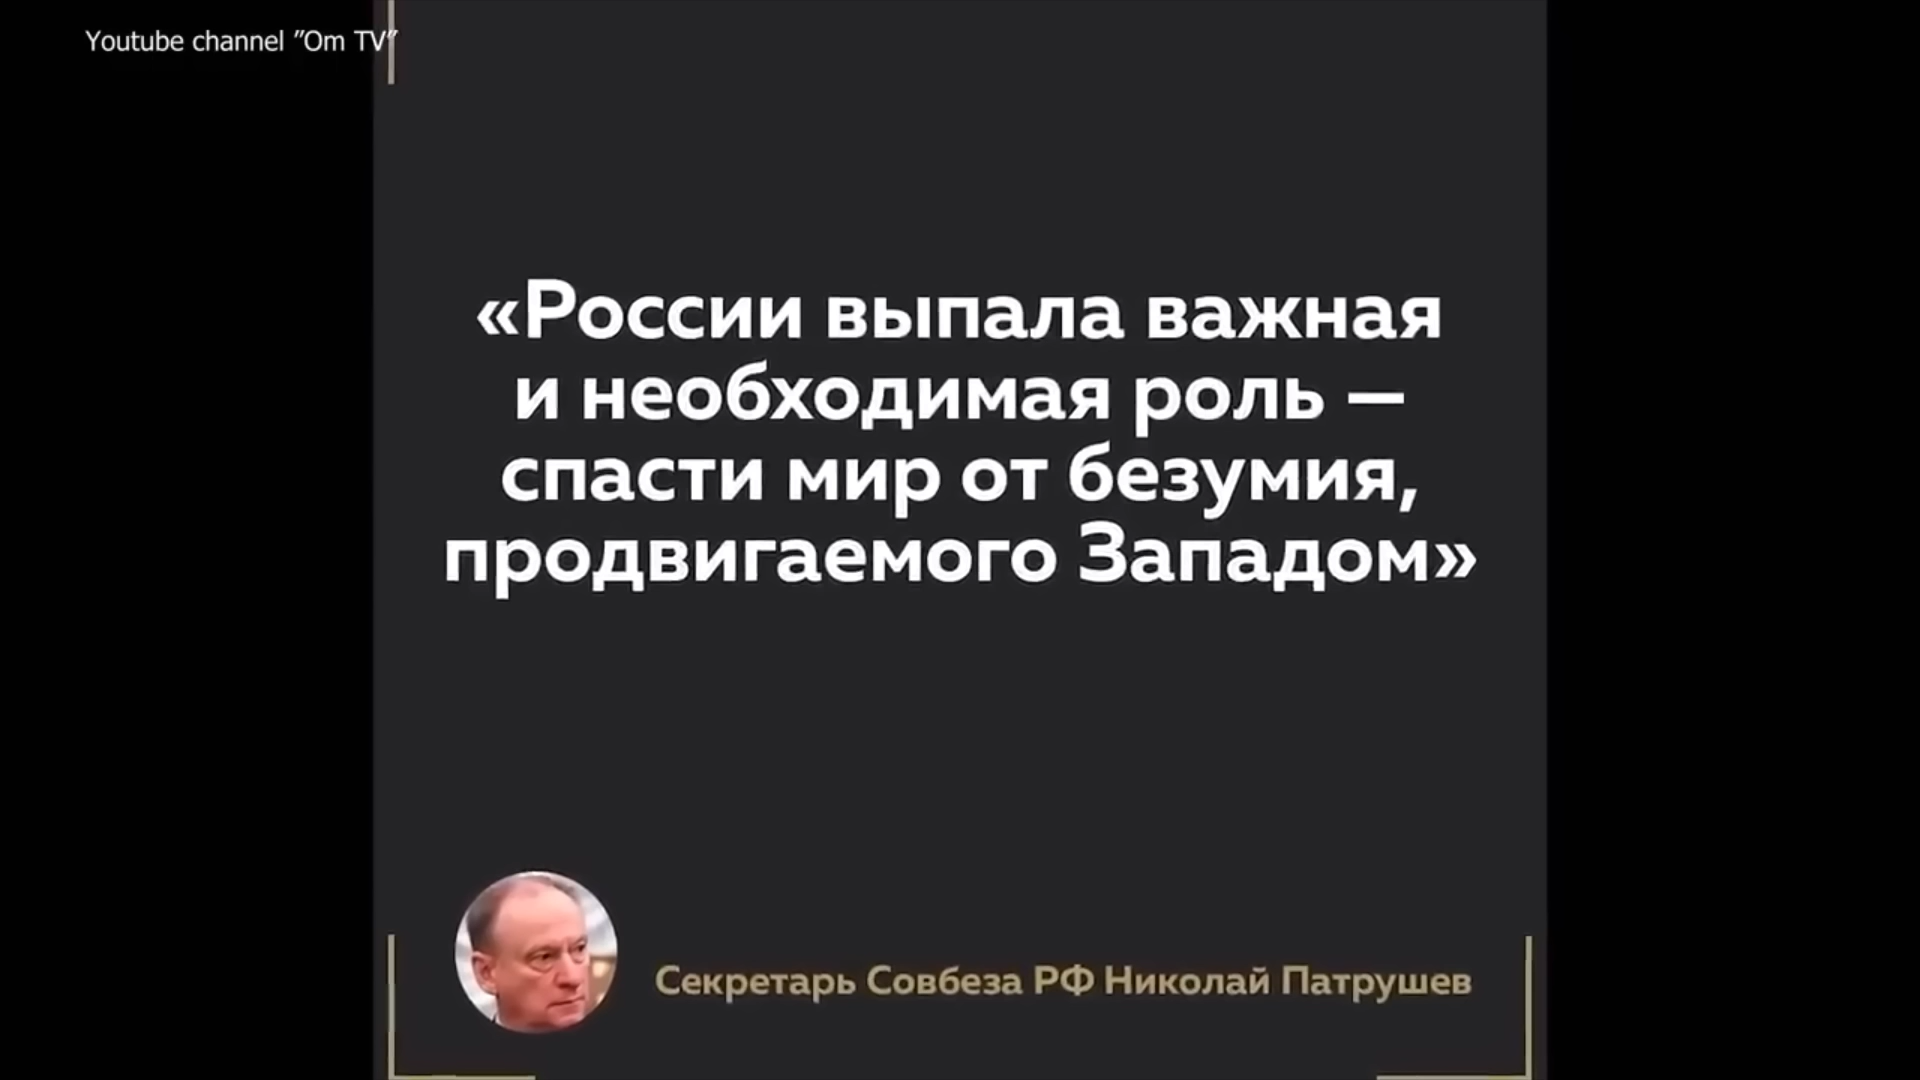 Youtube channel "Om TV"
«России выпала важная
и необходимая роль —
спасти мир от безумия,
продвигаемого Западом»
Секретарь Совбеза РФ Николай Патрушев